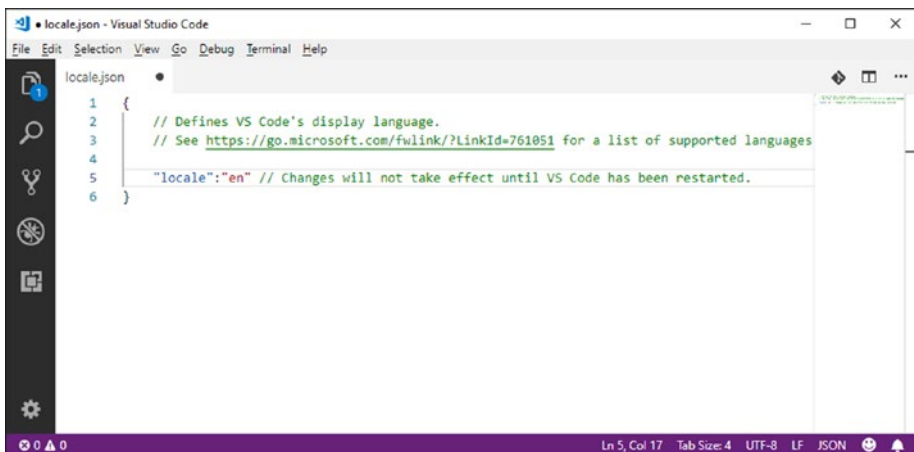 ● locale.json - Visual Studio Code
File Edit Selection View Go Debug Terminal Help
1
locale.json ●
1 {
2 // Defines VS Code's display language.
3 // See https://go.microsoft.com/fwlink/?LinkId=761051 for a list of supported languages
4
5 "locale":"en" // Changes will not take effect until VS Code has been restarted.
6 }
0 0 Ln 5, Col 17 Tab Size: 4 UTF-8 LF JSON